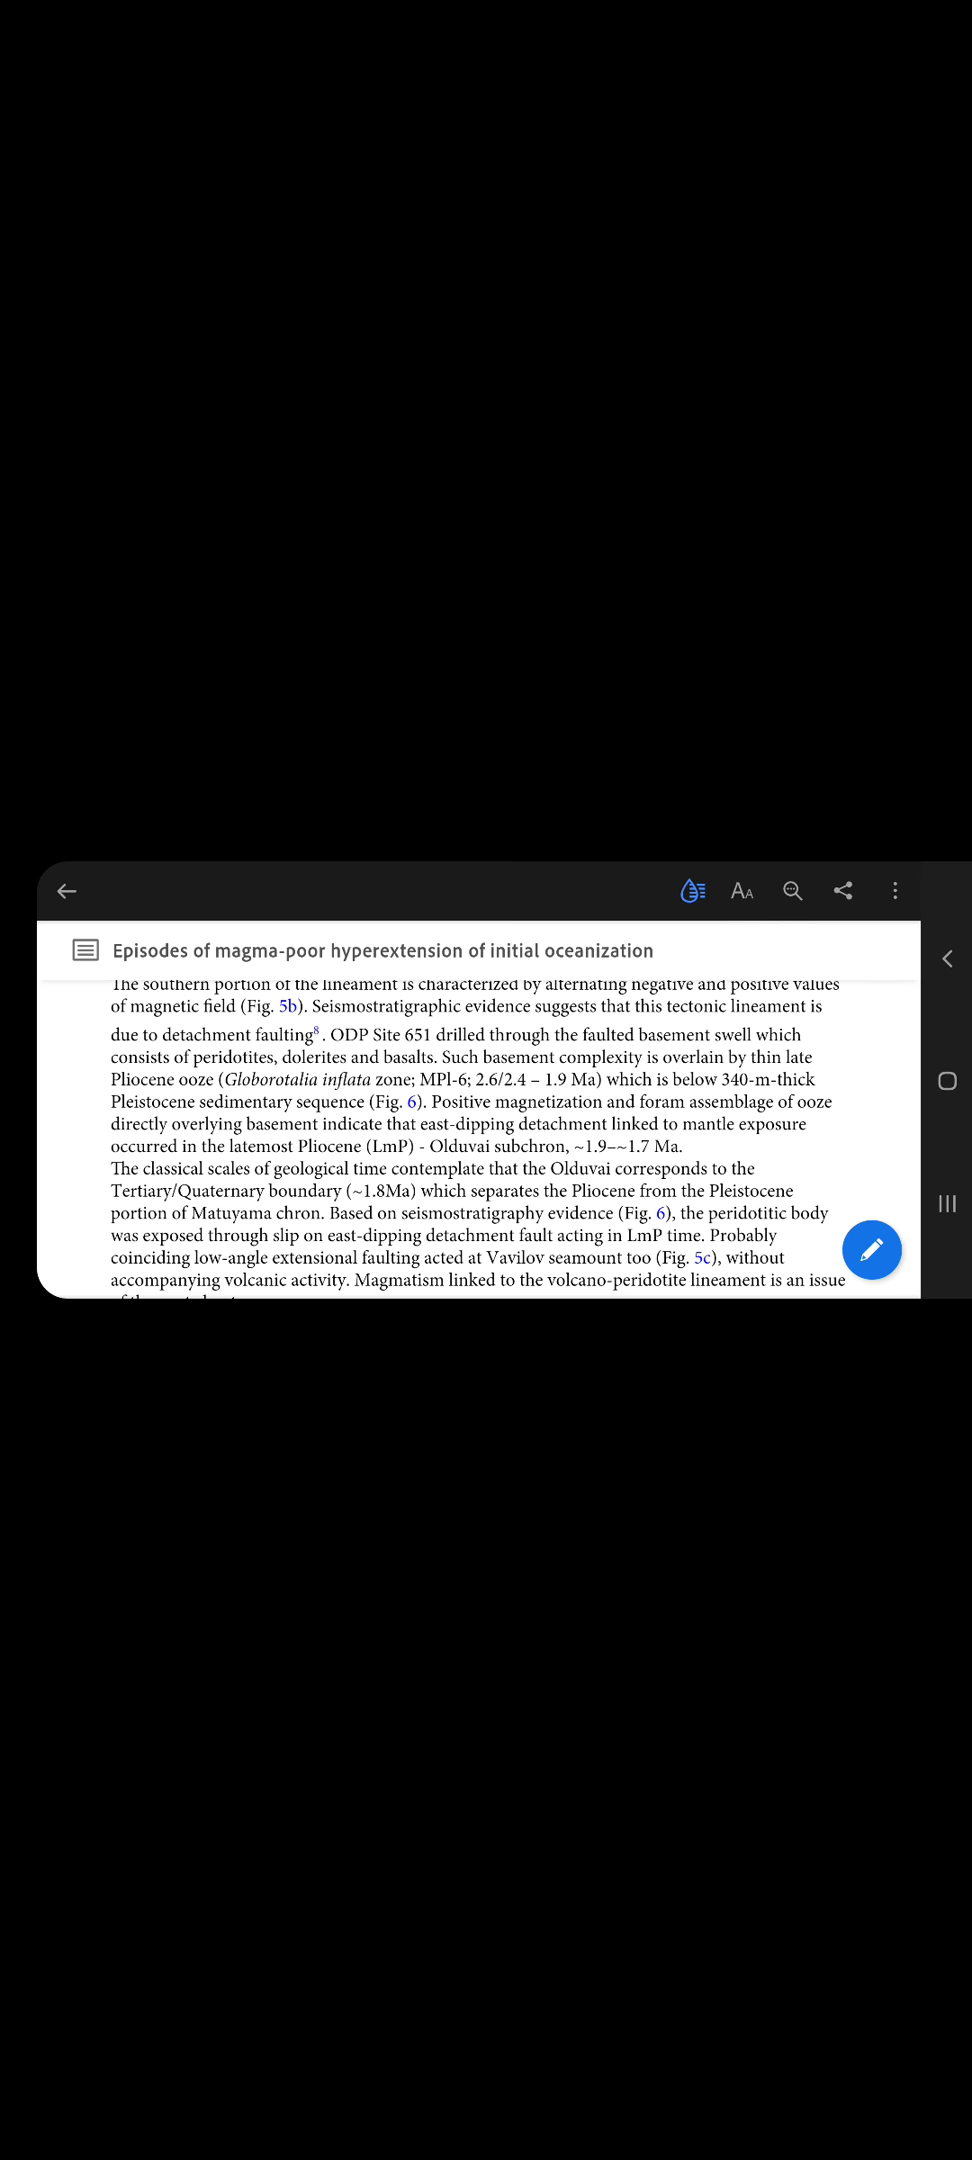 Episodes of magma-poor hyperextension of initial oceanization
The southern portion of the lineament is characterized by alternating negative and positive values
of magnetic field (Fig. 5b). Seismostratigraphic evidence suggests that this tectonic lineament is
due to detachment faulting8 . ODP Site 651 drilled through the faulted basement swell which
consists of peridotites, dolerites and basalts. Such basement complexity is overlain by thin late
Pliocene ooze (Globorotalia inflata zone; MPl-6; 2.6/2.4 – 1.9 Ma) which is below 340-m-thick
Pleistocene sedimentary sequence (Fig. 6). Positive magnetization and foram assemblage of ooze
directly overlying basement indicate that east-dipping detachment linked to mantle exposure
occurred in the latemost Pliocene (LmP) - Olduvai subchron, ~1.9–~1.7 Ma.
The classical scales of geological time contemplate that the Olduvai corresponds to the
Tertiary/Quaternary boundary (~1.8Ma) which separates the Pliocene from the Pleistocene
portion of Matuyama chron. Based on seismostratigraphy evidence (Fig. 6), the peridotitic body
was exposed through slip on east-dipping detachment fault acting in LmP time. Probably
coinciding low-angle extensional faulting acted at Vavilov seamount too (Fig. 5c), without
accompanying volcanic activity. Magmatism linked to the volcano-peridotite lineament is an issue